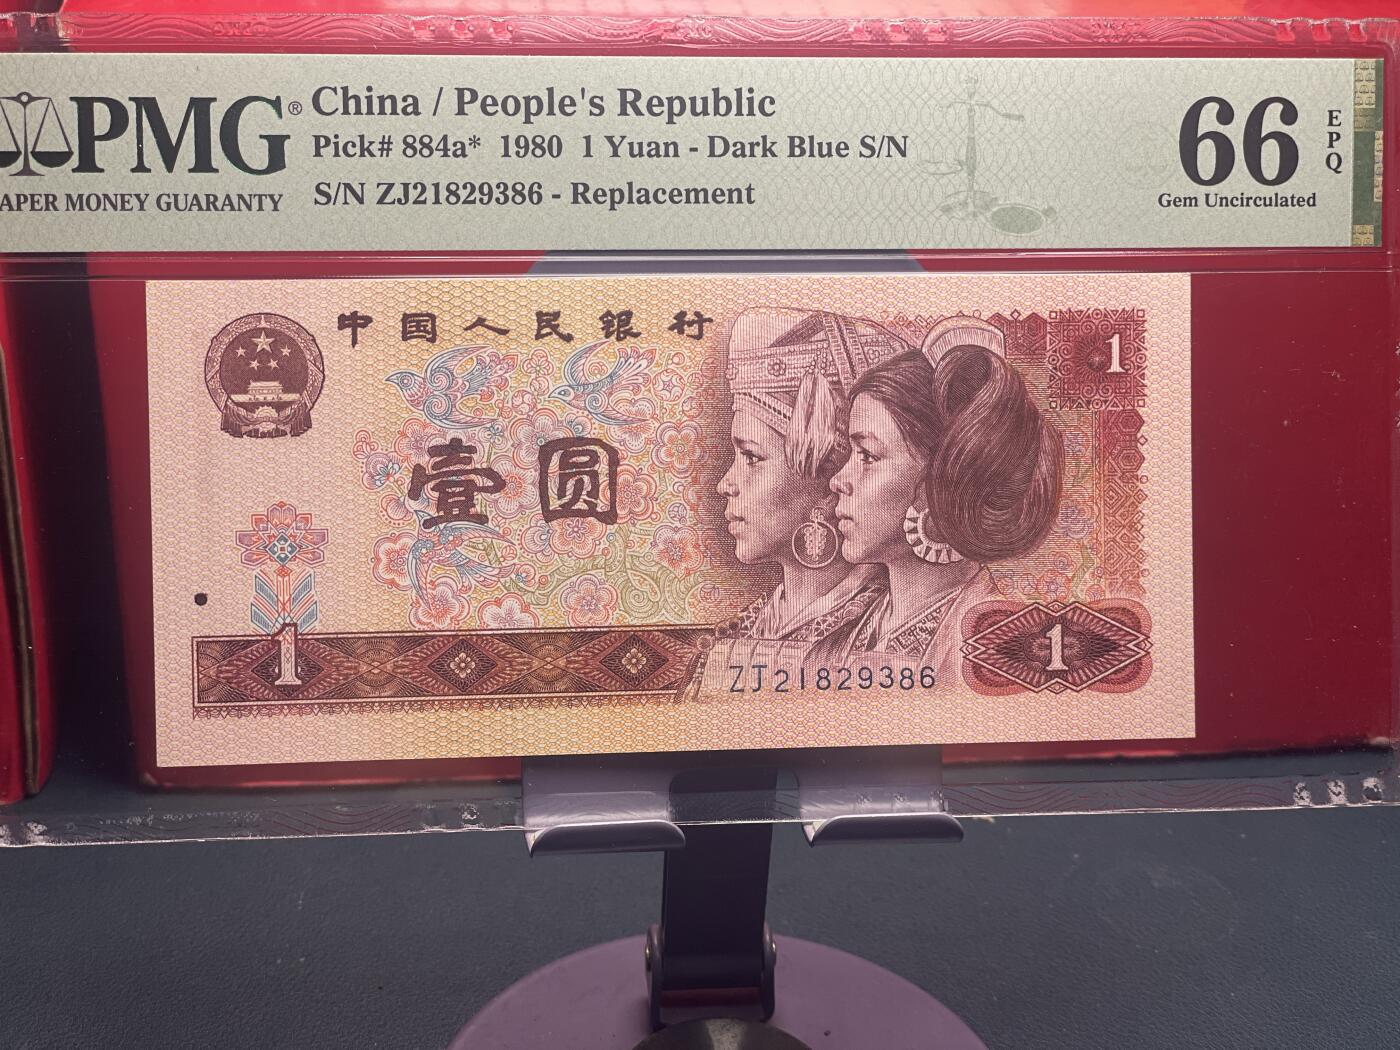 PMG®
APER MONEY GUARANTY
China / People's Republic
Pick# 884a* 1980 1 Yuan - Dark Blue S/N
S/N ZJ21829386 - Replacement
66
EPQ
Gem Uncirculated
中国人民银行
1
壹圆
1
ZJ21829386
1